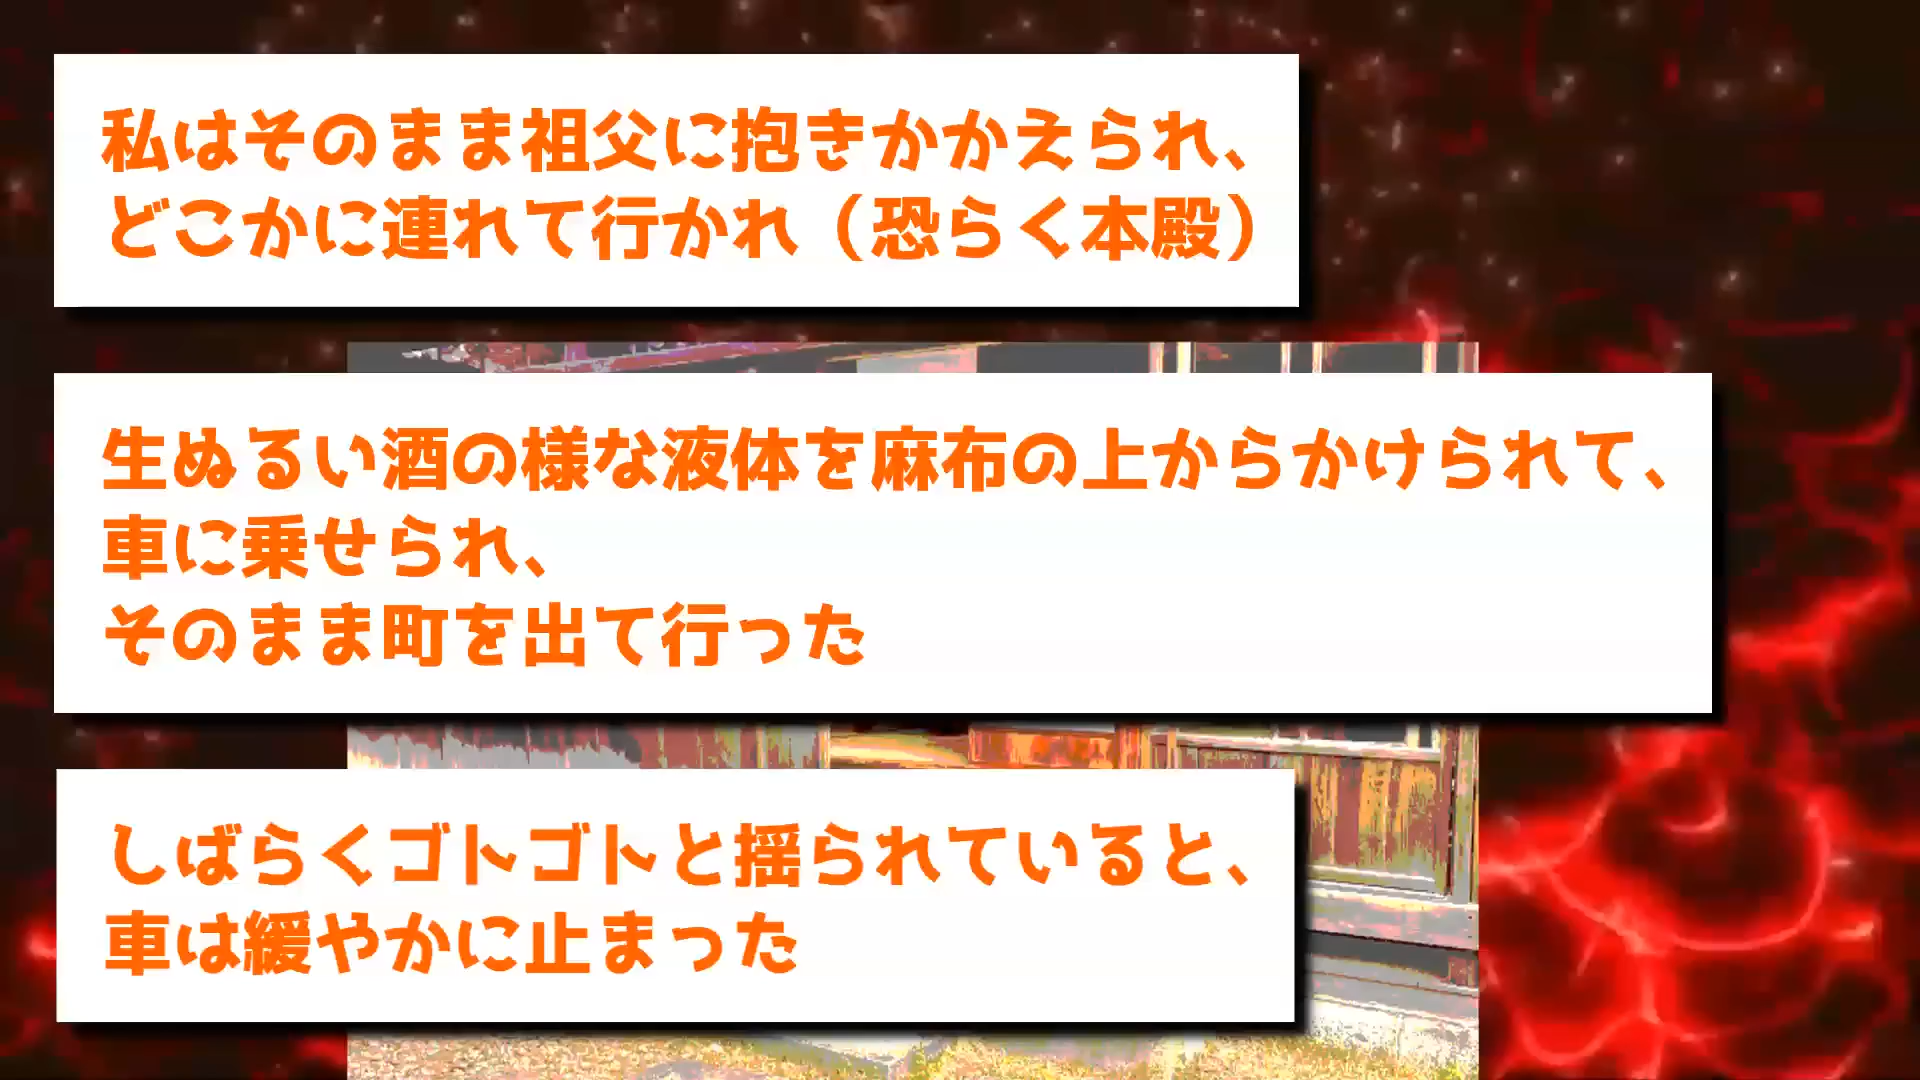 私はそのまま祖父に抱きかかえられ、
どこかに連れて行かれ（恐らく本殿）
生ぬるい酒の様な液体を麻布の上からかけられて、
車に乗せられ、
そのまま町を出て行った
しばらくゴトゴトと揺られていると、
車は緩やかに止まった